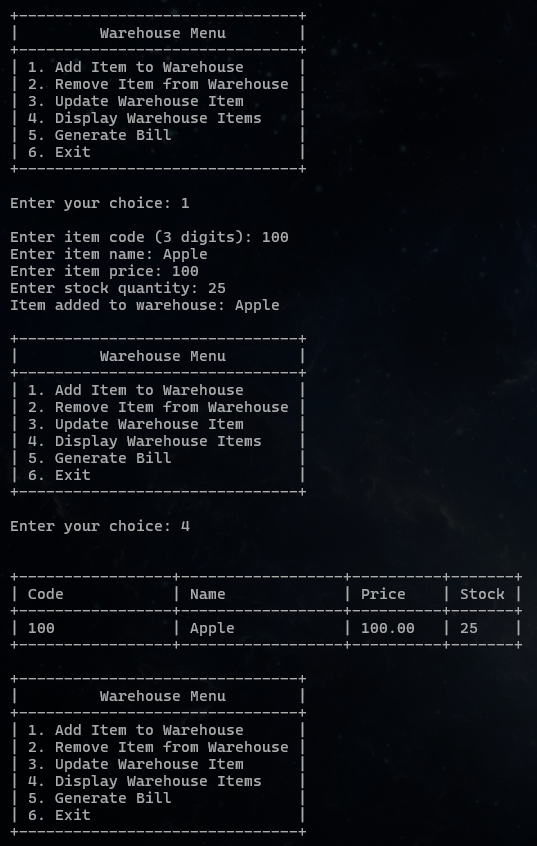 +-------------------------------+
|         Warehouse Menu        |
+-------------------------------+
| 1. Add Item to Warehouse      |
| 2. Remove Item from Warehouse |
| 3. Update Warehouse Item      |
| 4. Display Warehouse Items    |
| 5. Generate Bill              |
| 6. Exit                       |
+-------------------------------+
Enter your choice: 1
Enter item code (3 digits): 100
Enter item name: Apple
Enter item price: 100
Enter stock quantity: 25
Item added to warehouse: Apple
+-------------------------------+
|         Warehouse Menu        |
+-------------------------------+
| 1. Add Item to Warehouse      |
| 2. Remove Item from Warehouse |
| 3. Update Warehouse Item      |
| 4. Display Warehouse Items    |
| 5. Generate Bill              |
| 6. Exit                       |
+-------------------------------+
Enter your choice: 4
+-----------------+------------------+----------+-------+
| Code            | Name             | Price    | Stock |
+-----------------+------------------+----------+-------+
| 100             | Apple            | 100.00   | 25    |
+-----------------+------------------+----------+-------+
+-------------------------------+
|         Warehouse Menu        |
+-------------------------------+
| 1. Add Item to Warehouse      |
| 2. Remove Item from Warehouse |
| 3. Update Warehouse Item      |
| 4. Display Warehouse Items    |
| 5. Generate Bill              |
| 6. Exit                       |
+-------------------------------+